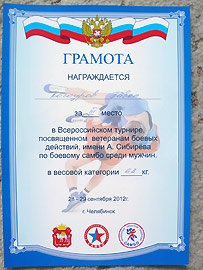 ГРАМОТА
НАГРАЖДАЕТСЯ
за место
в Всероссийском турнире,
посвященном ветеранам боевых
действий, имени А. Сибирёва
по боевому самбо среди мужчин.
в весовой категории кг.
21 - 29 сентября 2012г.
г. Челябинск
САМБО